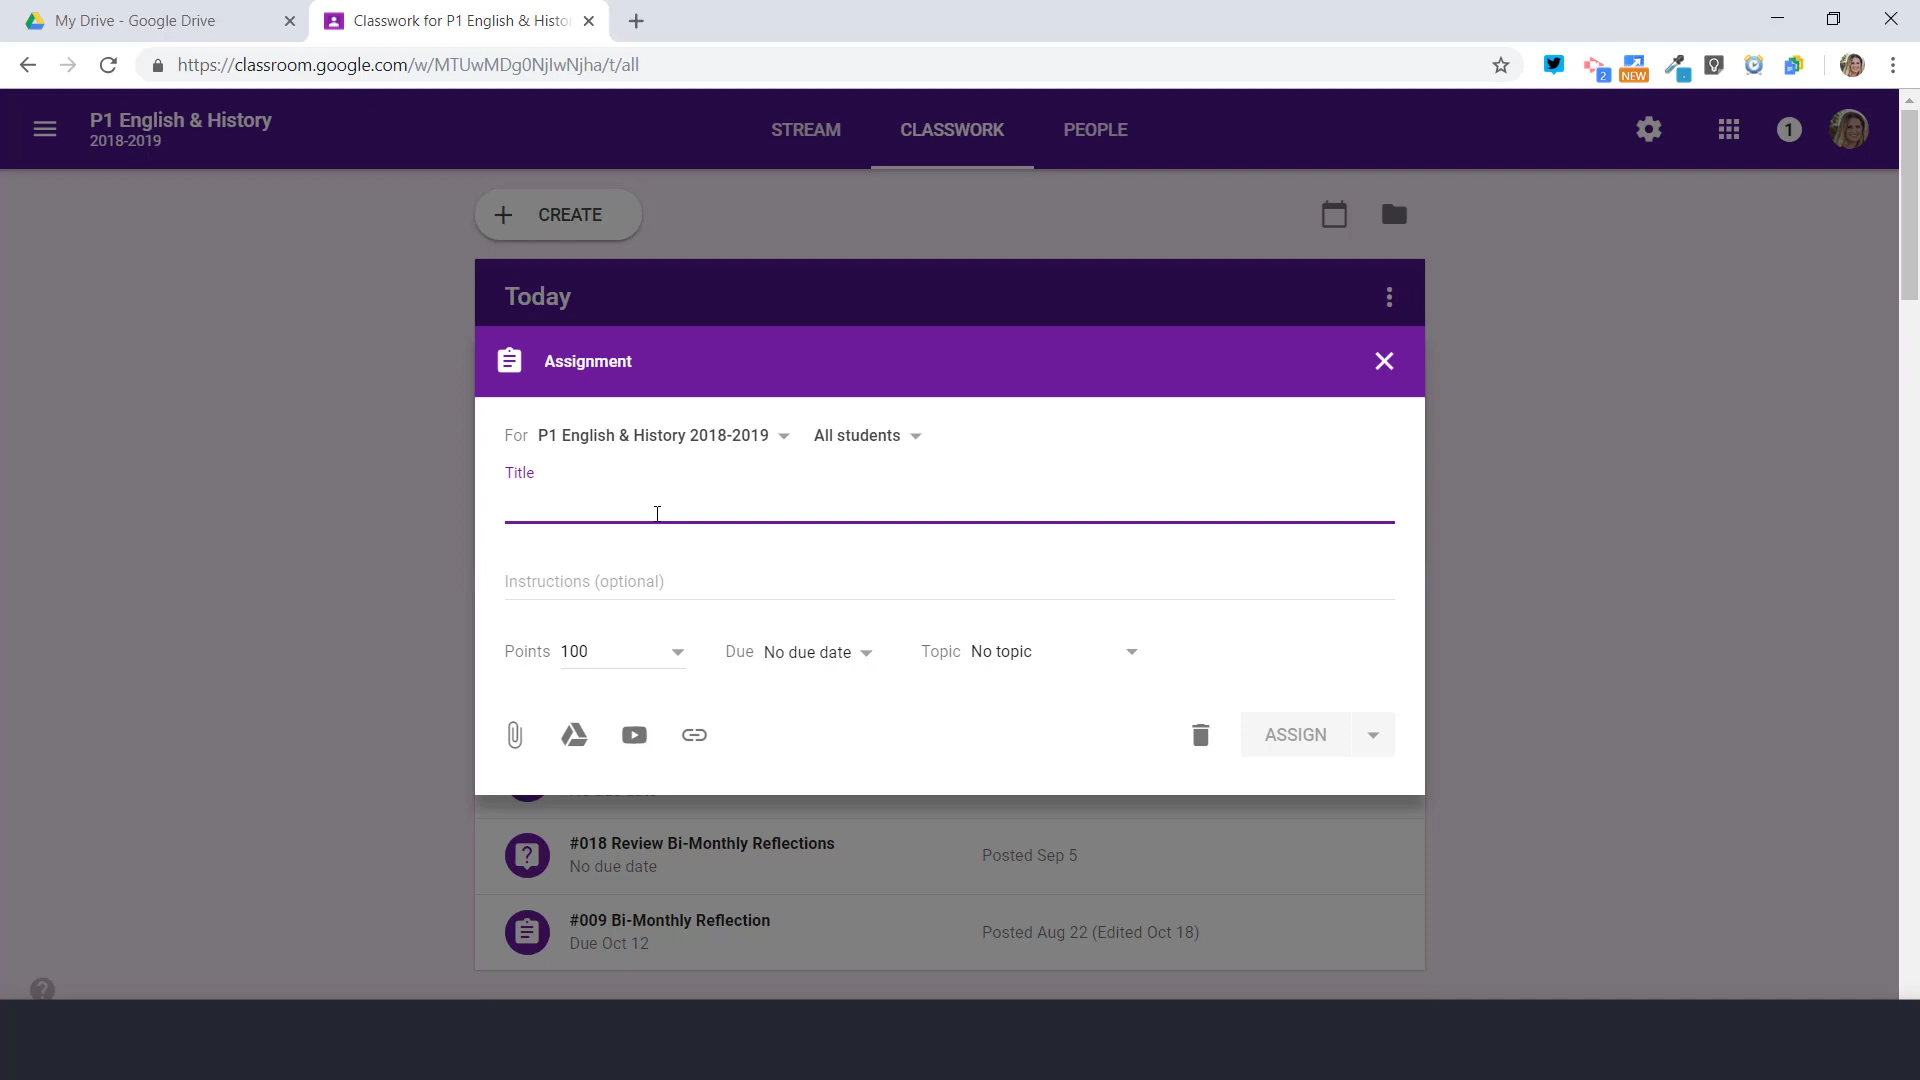 My Drive - Google Drive
Classwork for P1 English & Histo
https://classroom.google.com/w/MTUwMDg0NjIwNjha/t/all
2
NEW
P1 English & History
2018-2019
STREAM
CLASSWORK
PEOPLE
1
CREATE
Today
Assignment
For P1 English & History 2018-2019 All students
Title
Instructions (optional)
Points 100 Due No due date Topic No topic
ASSIGN
#018 Review Bi-Monthly Reflections
No due date
Posted Sep 5
#009 Bi-Monthly Reflection
Due Oct 12
Posted Aug 22 (Edited Oct 18)